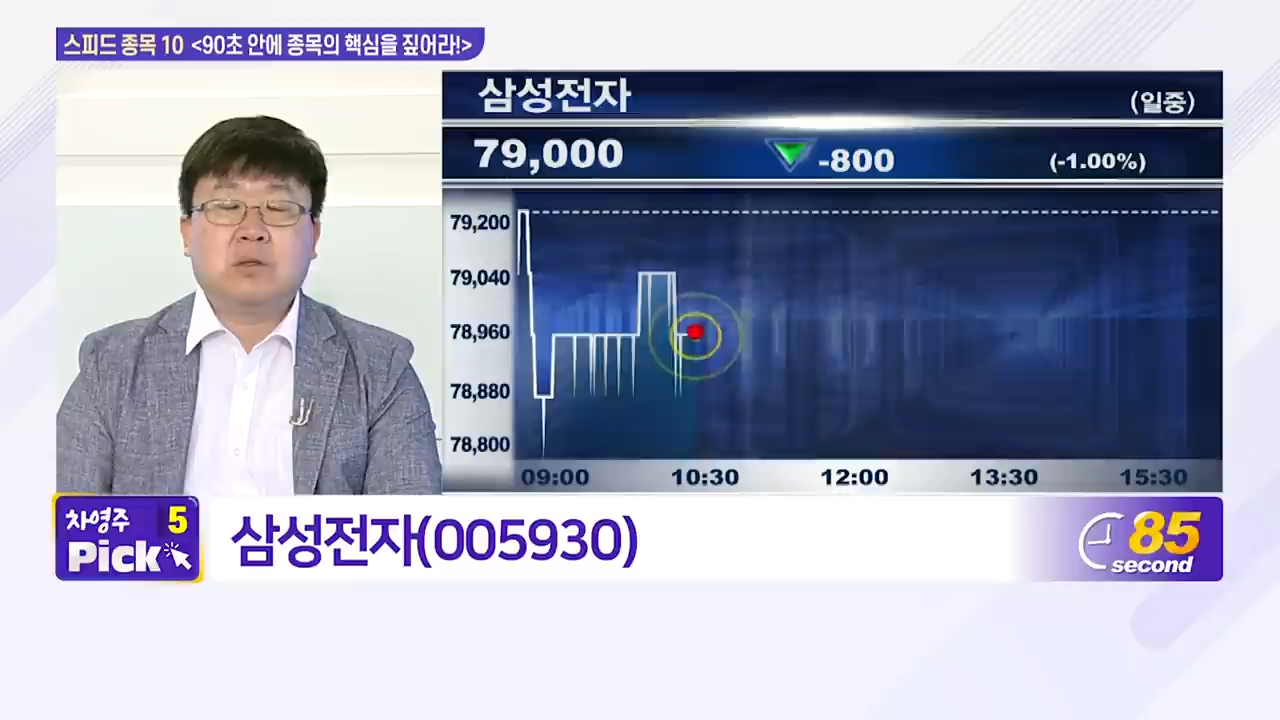 스피드 종목 10 <90초 안에 종목의 핵심을 짚어라!>
삼성전자
(일중)
79,000
-800
(-1.00%)
79,200
79,040
78,960
78,880
78,800
09:00
10:30
12:00
13:30
15:30
차영주 5
Pick
삼성전자(005930)
85
second